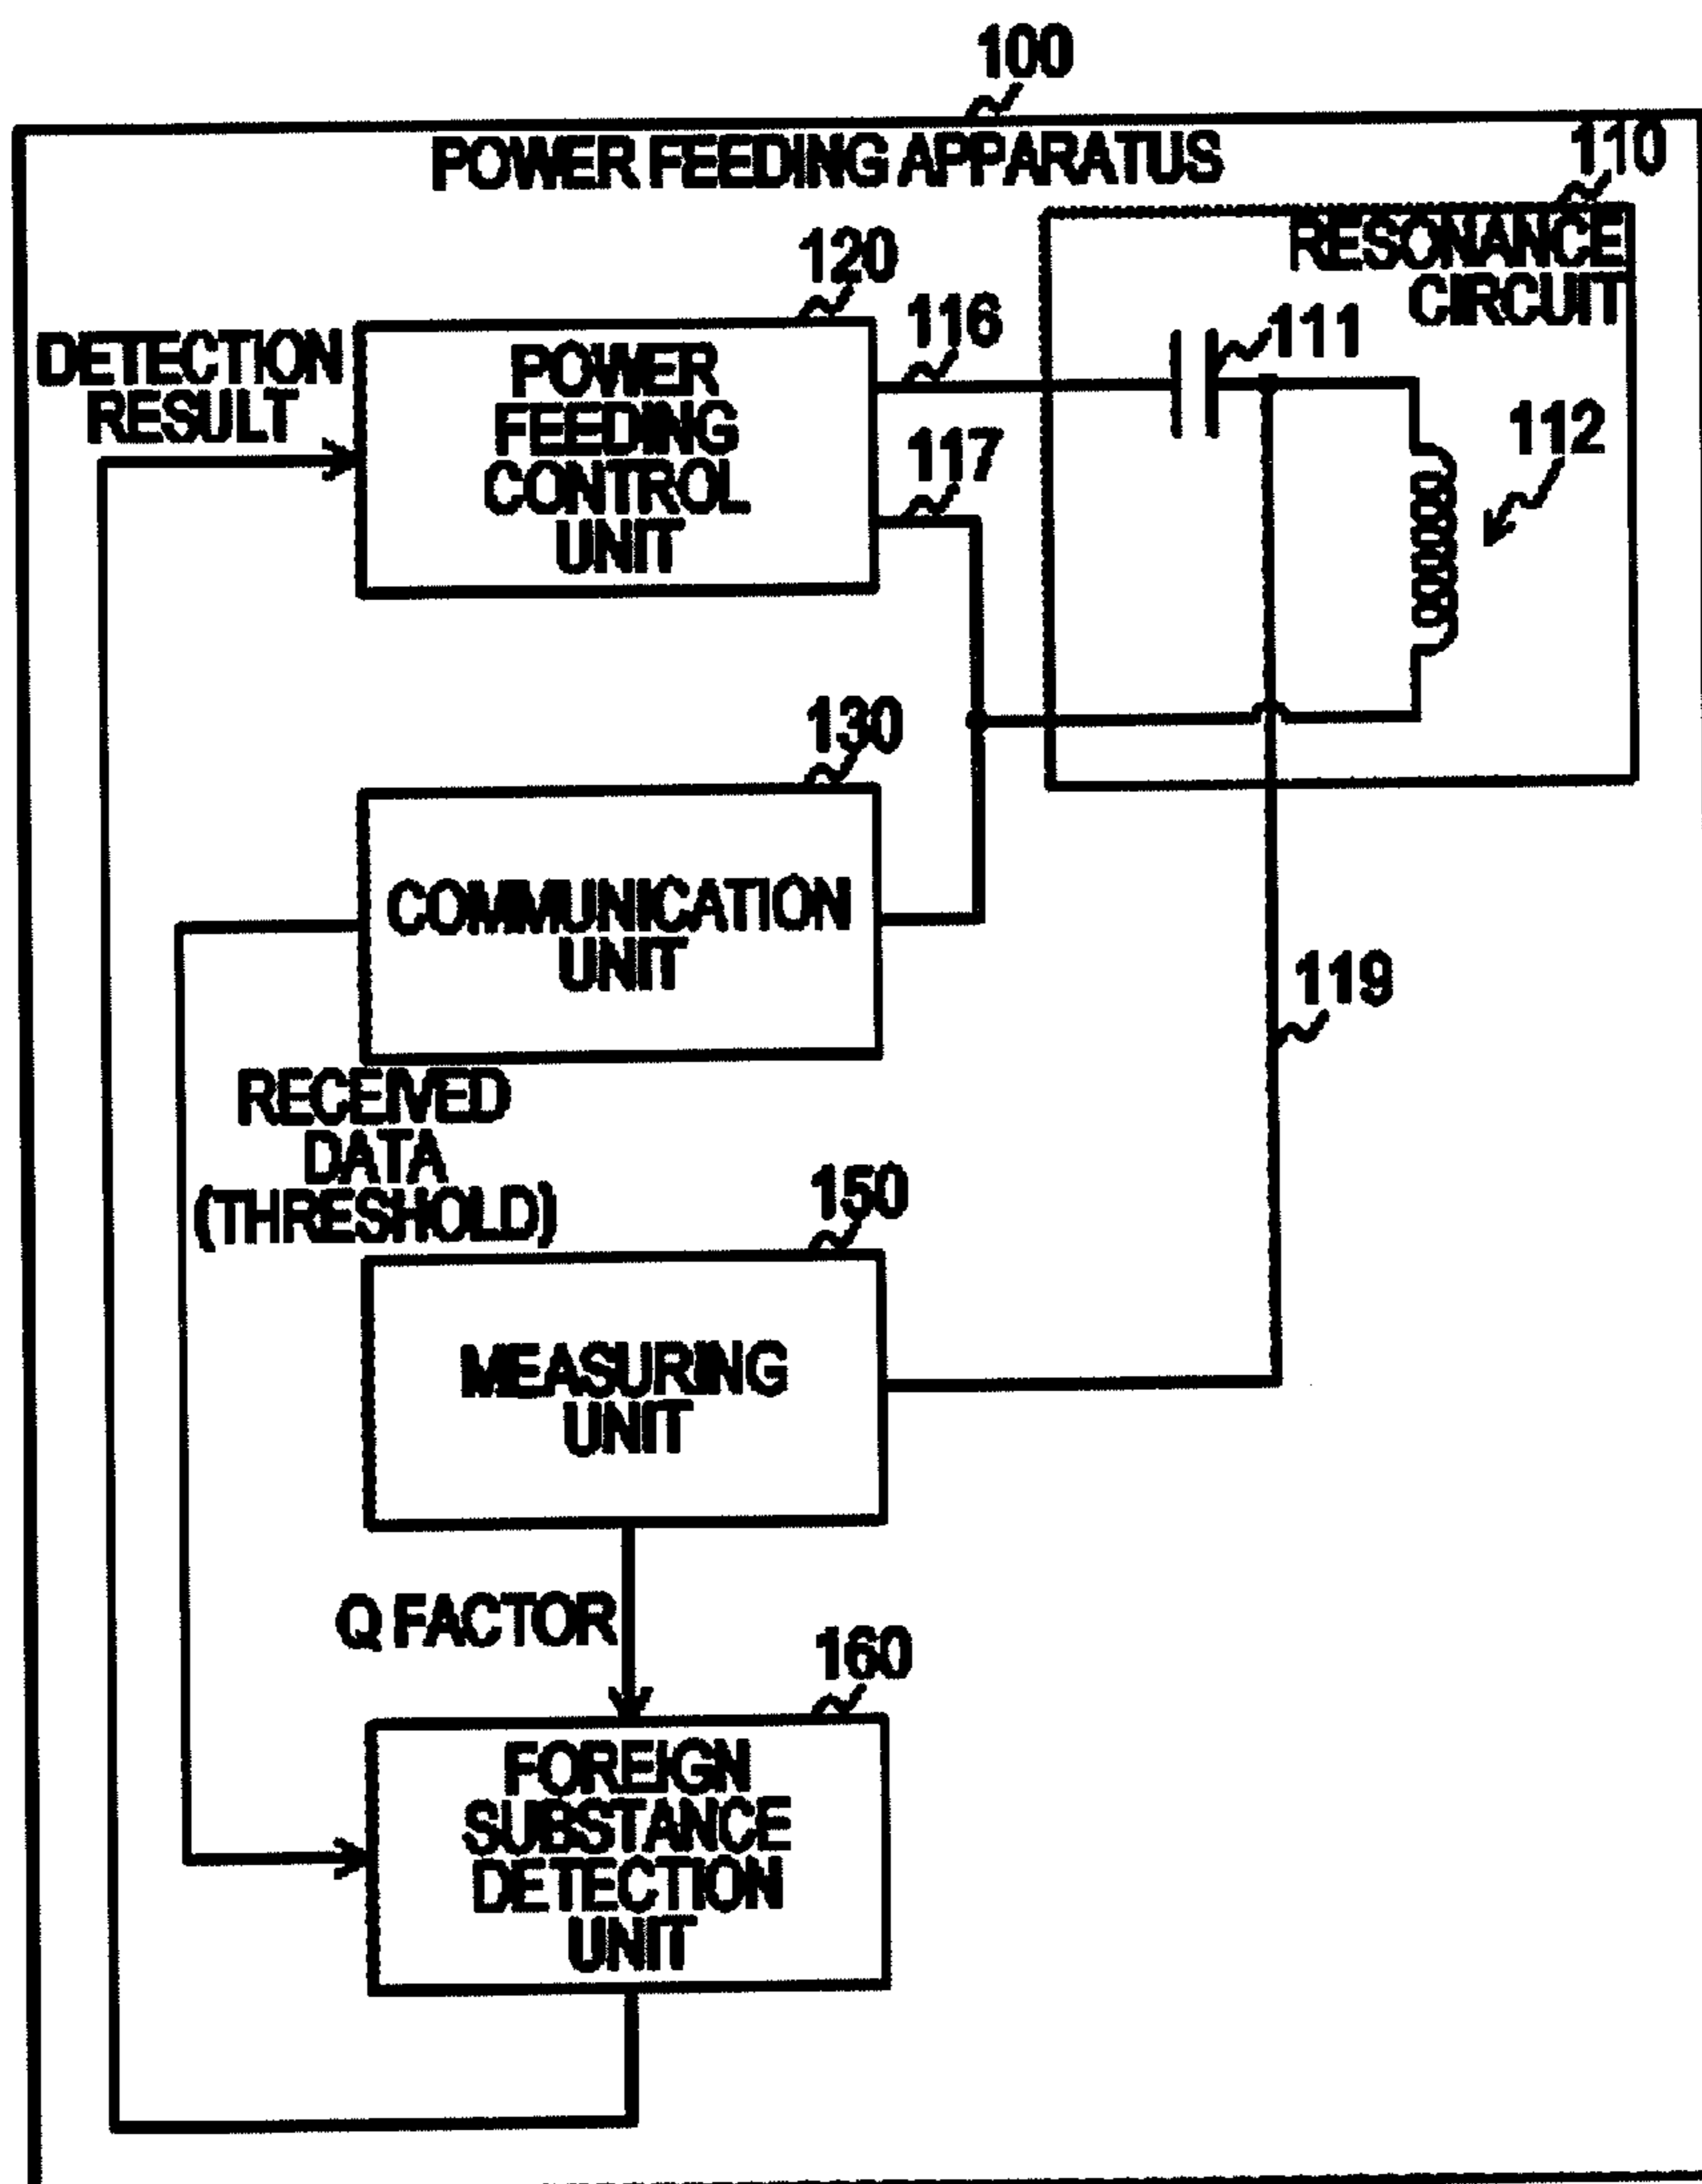 100
POWER FEEDING APPARATUS
110
RESONANCE
CIRCUIT
120
116
111
DETECTION
RESULT
POWER
FEEDING
CONTROL
UNIT
117
112
130
COMMUNICATION
UNIT
119
RECEIVED
DATA
(THRESHOLD)
150
MEASURING
UNIT
Q FACTOR
160
FOREIGN
SUBSTANCE
DETECTION
UNIT